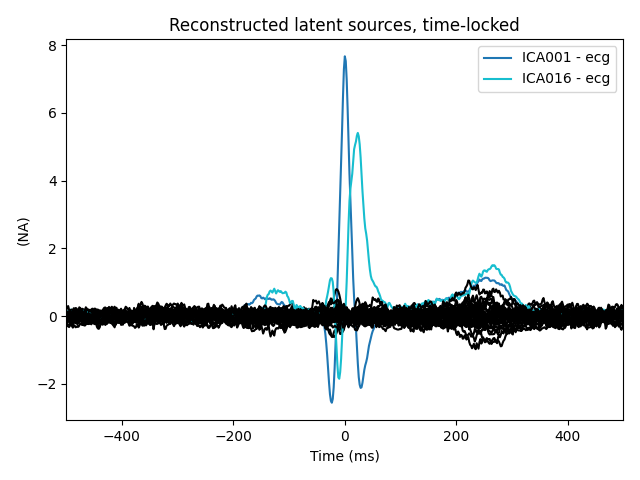 Reconstructed latent sources, time-locked
ICA001 - ecg
ICA016 - ecg
8
6
4
2
0
−2
(NA)
−400
−200
0
200
400
Time (ms)